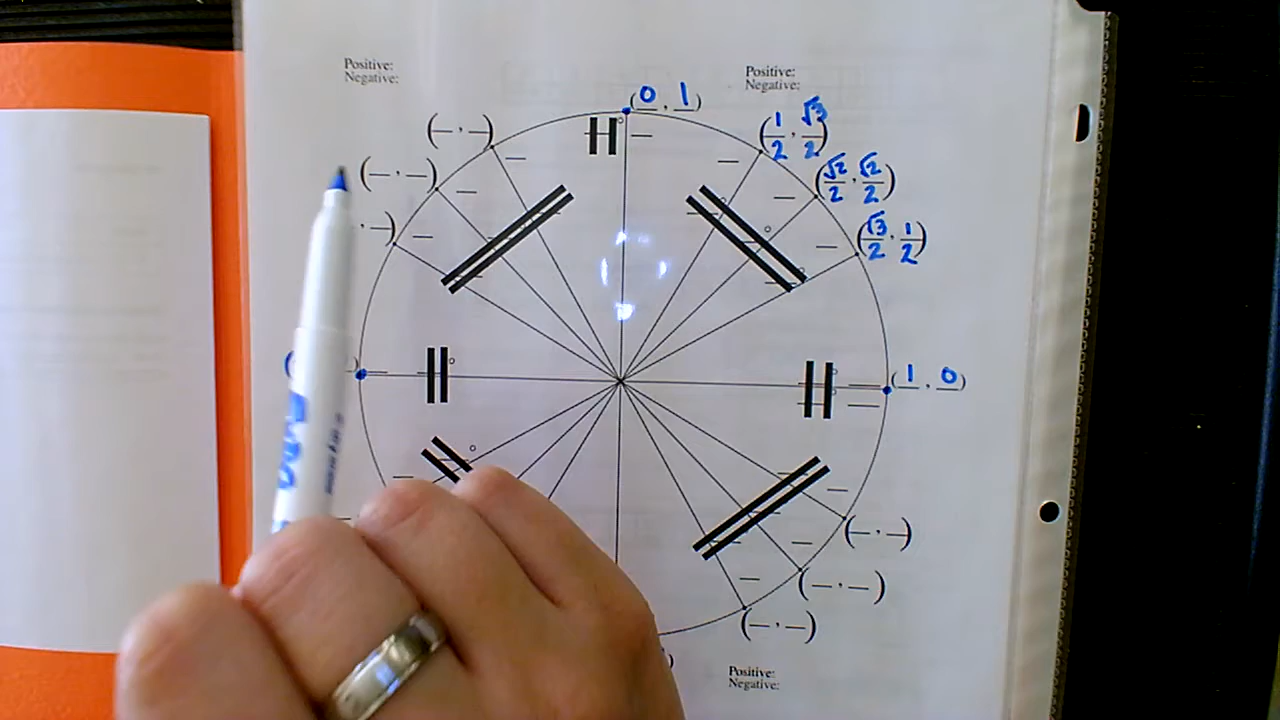 Positive:
Negative:
Positive:
Negative:
(0, 1)
(1/2, √3/2)
(√2/2, √2/2)
(√3/2, 1/2)
(1, 0)
Positive:
Negative: